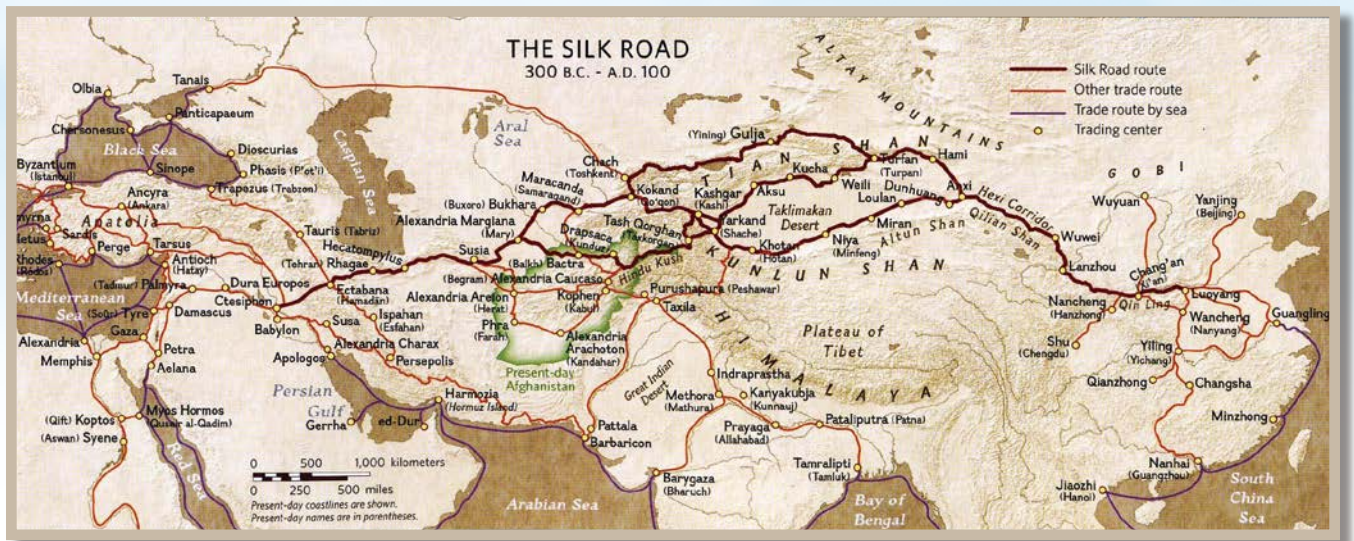 THE SILK ROAD
300 B.C. - A.D. 100
Silk Road route
Other trade route
Trade route by sea
Trading center
ALTAY MOUNTAINS
Tanais
Olbia
Panticapaeum
Chersonesus
Black Sea
Dioscurias
Phasis (P'ot'i)
Sinope
Trapezus (Trabzon)
Byzantium
(Istanbul)
Ancyra
(Ankara)
Anatolia
Sardis
Perge
Tarsus
Rhodes
(Ródos)
Antioch
(Hatay)
Mediterranean
Sea
(Tadmur) Palmyra
Dura Europos
(Soûr) Tyre
Damascus
Gaza
Alexandria
Memphis
Petra
Aelana
(Qift) Koptos
Myos Hormos
(Qusair al-Qadim)
(Aswan) Syene
Red Sea
Caspian Sea
Aral
Sea
Tauris (Tabriz)
Hecatompylus
(Tehran) Rhagae
Ectabana
(Hamadan)
Ctesiphon
Babylon
Susa
Ispahan
(Esfahan)
Alexandria Charax
Apologos
Persepolis
Persian
Gulf
Gerrha
ed-Dur
Harmozia
(Hormuz Island)
Susia
Alexandria Margiana
(Mary)
(Buxoro) Bukhara
Maracanda
(Samaraqand)
Chach
(Toshkent)
Kokand
(Qo'qon)
Drapsaca
(Kunduz)
(Balkh) Bactra
Tash Qorghan
(Taxkorgan)
Hindu Kush
(Begram) Alexandria Caucaso
Alexandria Areion
(Herat)
Kophen
(Kabul)
Purushapura (Peshawar)
Taxila
Phra
(Farah)
Alexandria
Arachoton
(Kandahar)
Present-day
Afghanistan
(Yining) Gulja
TIAN SHAN
Turfan
(Turpan)
Hami
Kashgar
(Kashi)
Aksu
Kucha
Weili
Loulan
Dunhuang
Anxi
Hexi Corridor
Qilian Shan
Altun Shan
Taklimakan
Desert
Yarkand
(Shache)
Khotan
(Hotan)
Niya
(Minfeng)
Miran
KUNLUN SHAN
Plateau of
Tibet
HIMALAYA
GOBI
Wuyuan
Yanjing
(Beijing)
Wuwei
Lanzhou
Chang'an
(Xi'an)
Qin Ling
Luoyang
Nancheng
(Hanzhong)
Wancheng
(Nanyang)
Guangling
Shu
(Chengdu)
Yiling
(Yichang)
Qianzhong
Changsha
Minzhong
Nanhai
(Guangzhou)
Jiaozhi
(Hanoi)
South
China
Sea
Great Indian
Desert
Indraprastha
Methora
(Mathura)
Kanyakubja
(Kunnauj)
Prayaga
(Allahabad)
Pataliputra (Patna)
Tamralipti
(Tamluk)
Pattala
Barbaricon
Barygaza
(Bharuch)
Arabian Sea
Bay of
Bengal
0 500 1,000 kilometers
0 250 500 miles
Present-day coastlines are shown.
Present-day names are in parentheses.